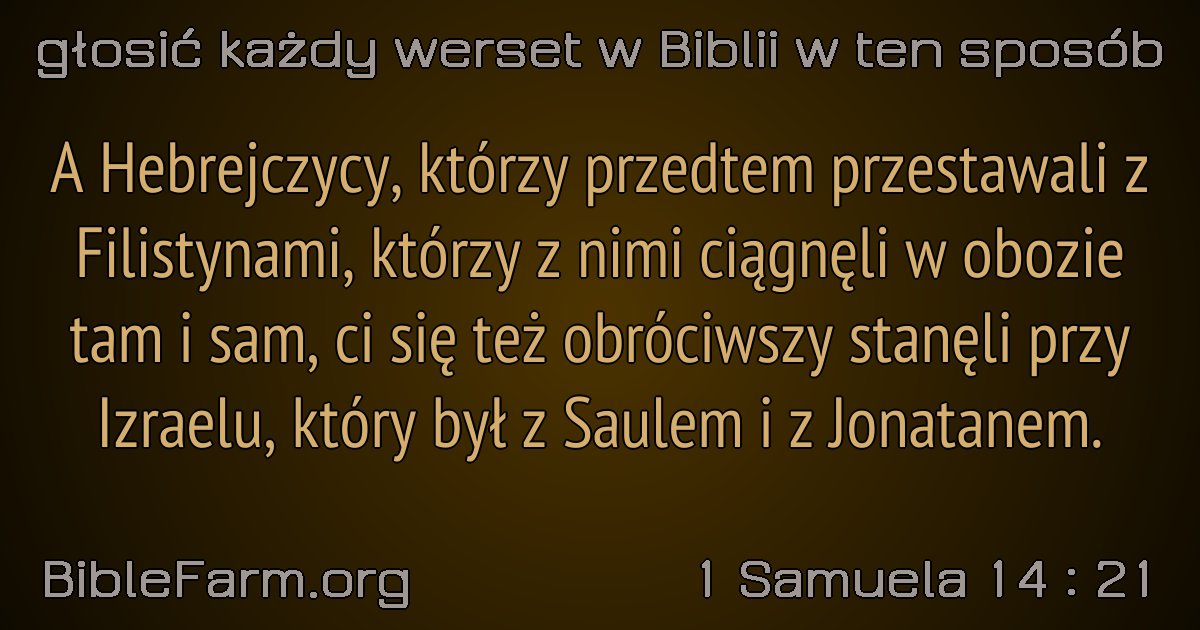 głosić każdy werset w Biblii w ten sposób
A Hebrejczycy, którzy przedtem przestawali z
Filistynami, którzy z nimi ciągnęli w obozie
tam i sam, ci się też obróciwszy stanęli przy
Izraelu, który był z Saulem i z Jonatanem.
BibleFarm.org
1 Samuela 14 : 21